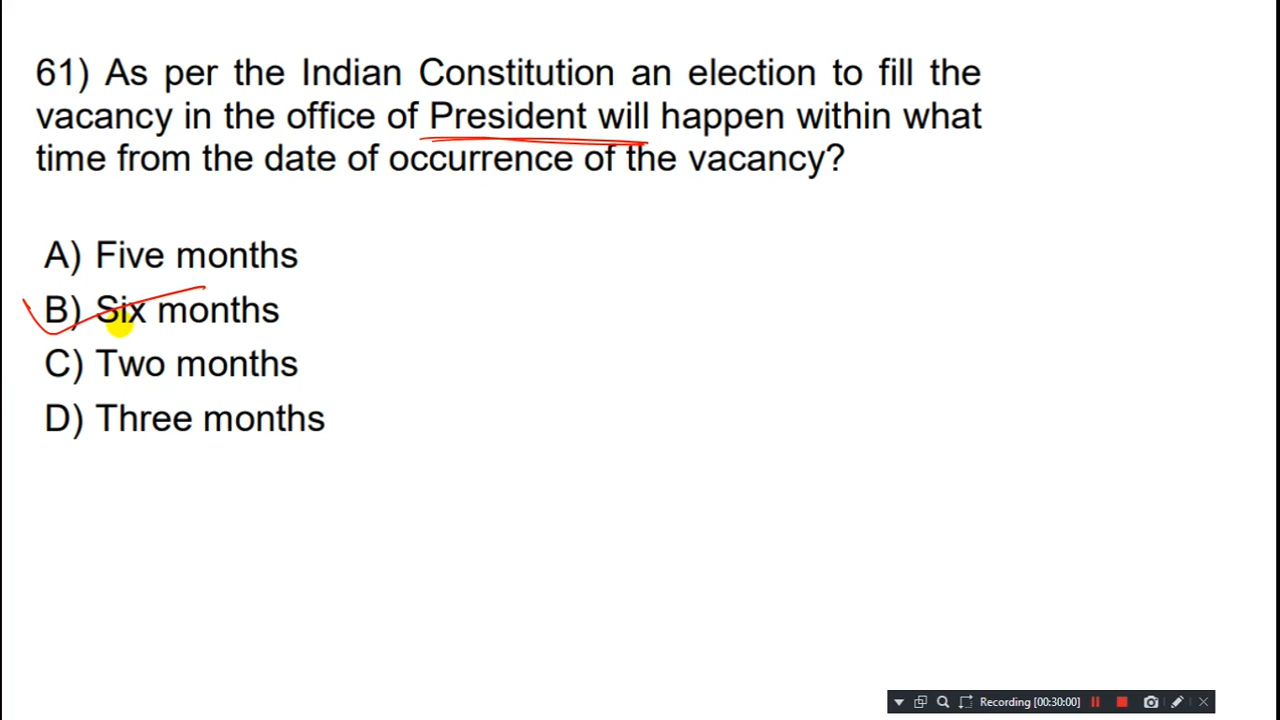 61) As per the Indian Constitution an election to fill the
vacancy in the office of President will happen within what
time from the date of occurrence of the vacancy?
A) Five months
B) Six months
C) Two months
D) Three months
Recording [00:30:00]